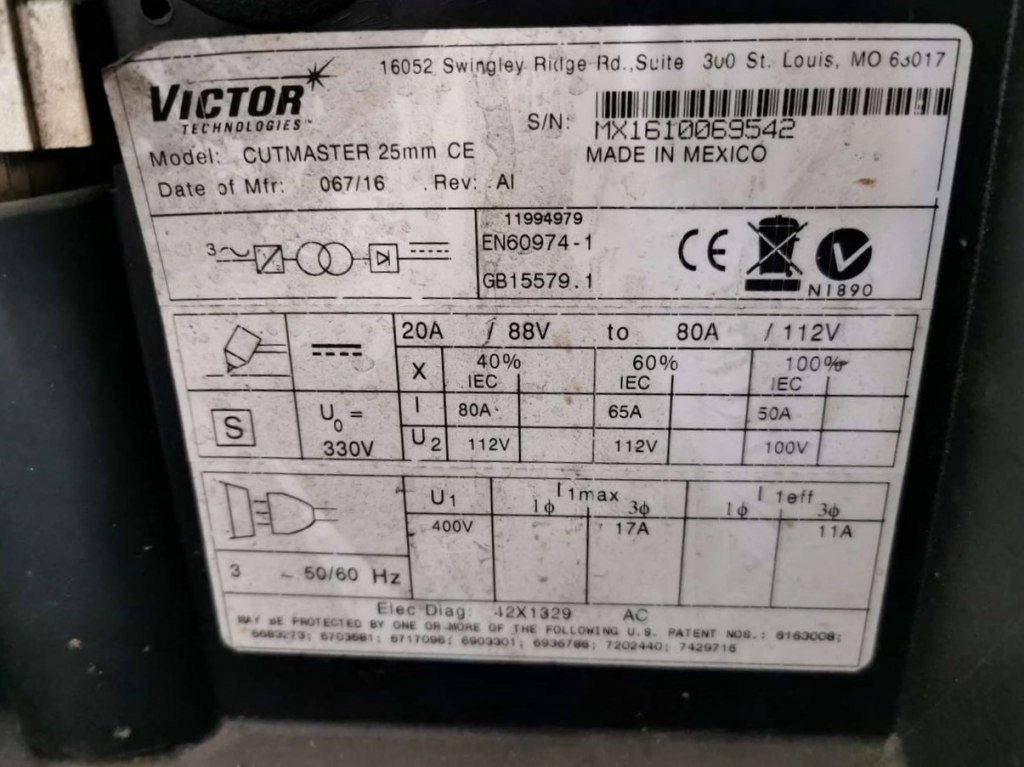 16052 Swingley Ridge Rd.,Suite 300 St. Louis, MO 63017
VICTOR
TECHNOLOGIES™
S/N: MX1610069542
MADE IN MEXICO
Model: CUTMASTER 25mm CE
Date of Mfr: 067/16 Rev: AI
3~
11994979
EN60974-1
GB15579.1
CE
N1890
20A / 88V to 80A / 112V
X 40% 60% 100%
IEC IEC IEC
S
U0 = 330V
I 80A 65A 50A
U2 112V 112V 100V
U1 I1max I1eff
1ϕ 3ϕ 1ϕ 3ϕ
400V 17A 11A
3 ~ 50/60 Hz
Elec Diag: 42X1329 AC
MAY BE PROTECTED BY ONE OR MORE OF THE FOLLOWING U.S. PATENT NOS.: 6163008;
6683273; 6703581; 6717096; 6903301; 6936786; 7202440; 7429715